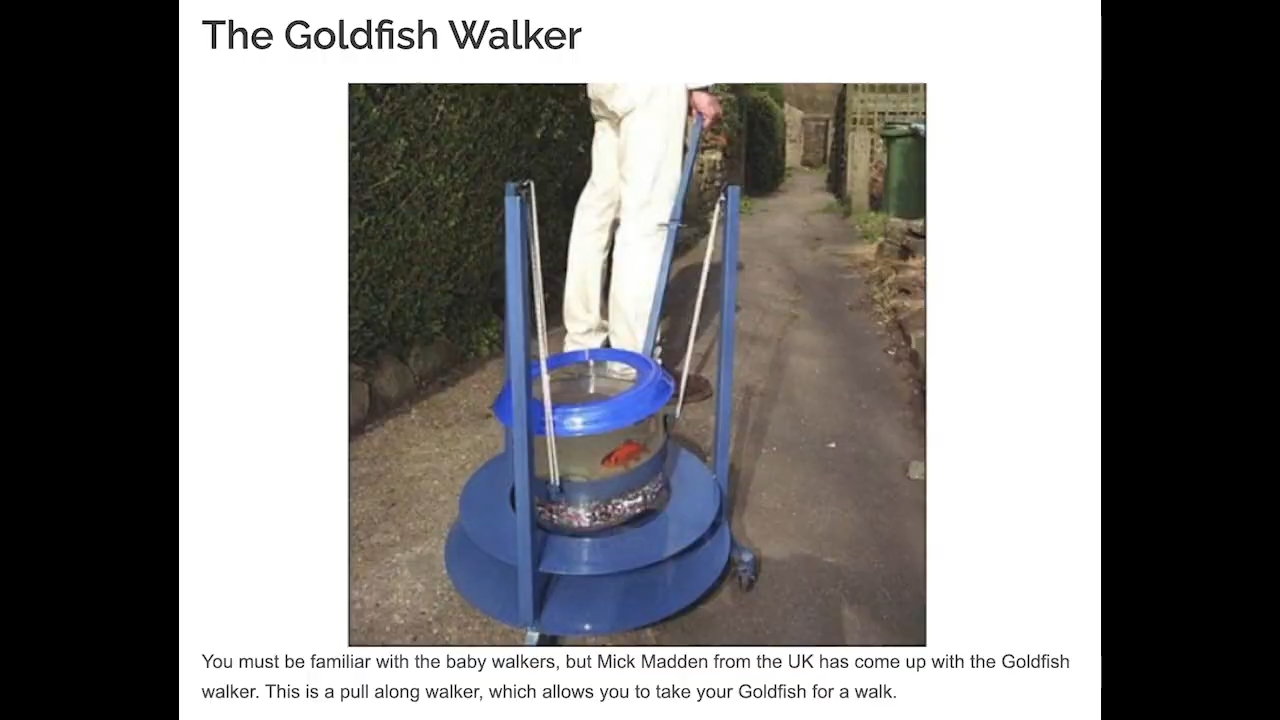 The Goldfish Walker
You must be familiar with the baby walkers, but Mick Madden from the UK has come up with the Goldfish
walker. This is a pull along walker, which allows you to take your Goldfish for a walk.